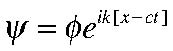 ψ = ϕe^{ik[x−ct]}